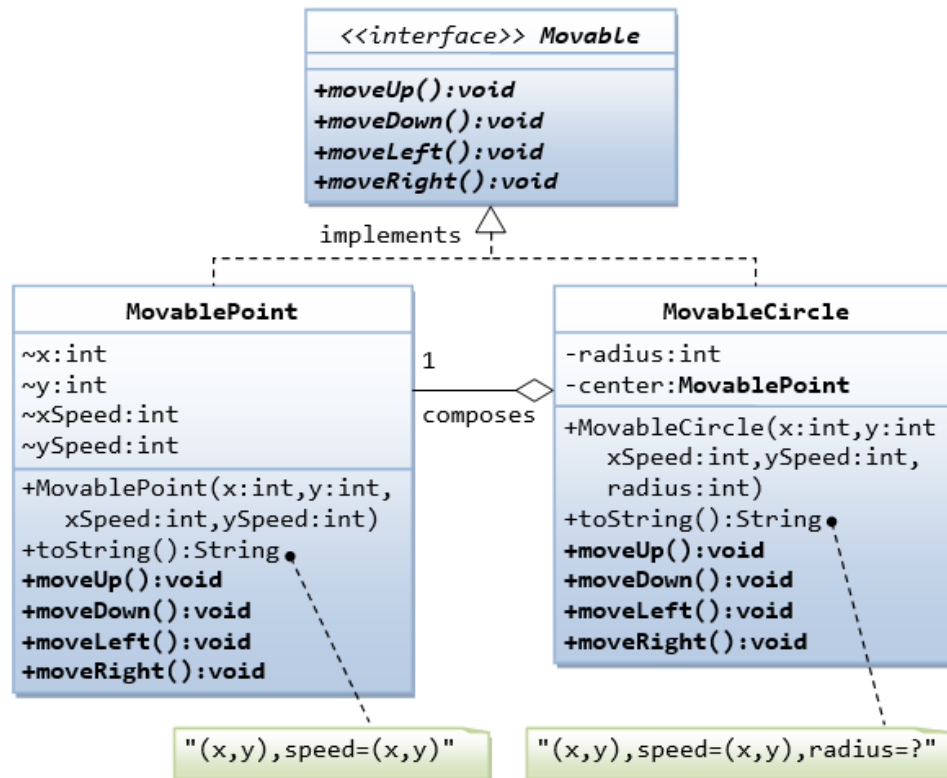 <<interface>> Movable
+moveUp():void
+moveDown():void
+moveLeft():void
+moveRight():void
implements
MovablePoint
~x:int
~y:int
~xSpeed:int
~ySpeed:int
+MovablePoint(x:int,y:int,
xSpeed:int,ySpeed:int)
+toString():String
+moveUp():void
+moveDown():void
+moveLeft():void
+moveRight():void
1
composes
MovableCircle
-radius:int
-center:MovablePoint
+MovableCircle(x:int,y:int
xSpeed:int,ySpeed:int,
radius:int)
+toString():String
+moveUp():void
+moveDown():void
+moveLeft():void
+moveRight():void
"(x,y),speed=(x,y)"
"(x,y),speed=(x,y),radius=?"